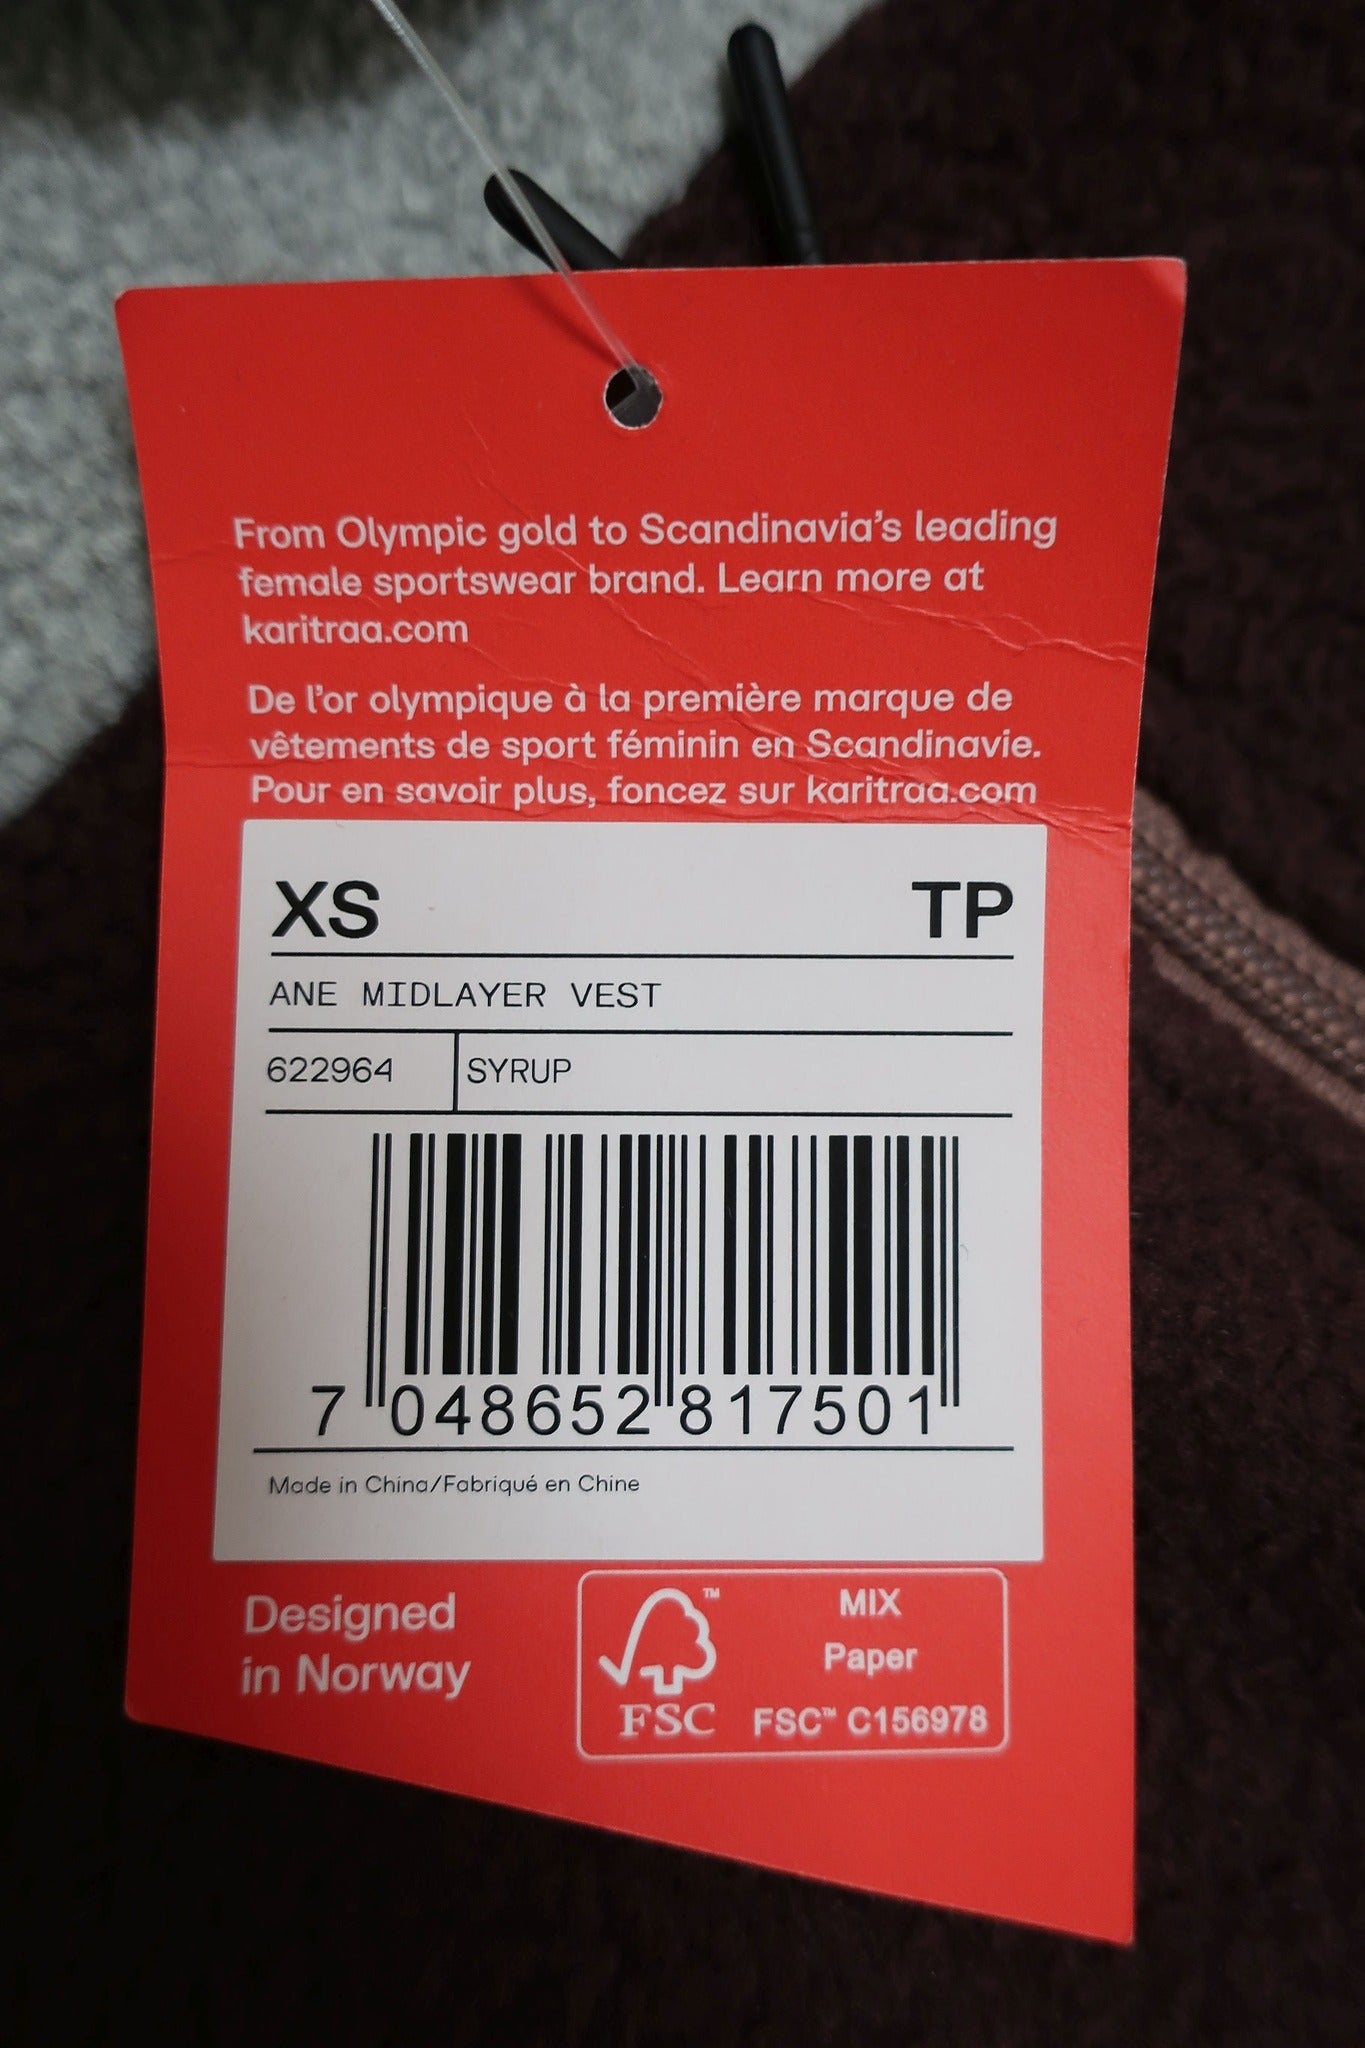 From Olympic gold to Scandinavia's leading
female sportswear brand. Learn more at
karitraa.com
De l'or olympique à la première marque de
vêtements de sport féminin en Scandinavie.
Pour en savoir plus, foncez sur karitraa.com
XS TP
ANE MIDLAYER VEST
622964 SYRUP
7 048652 817501
Made in China/Fabriqué en Chine
Designed
in Norway
™
FSC
MIX
Paper
FSC™ C156978